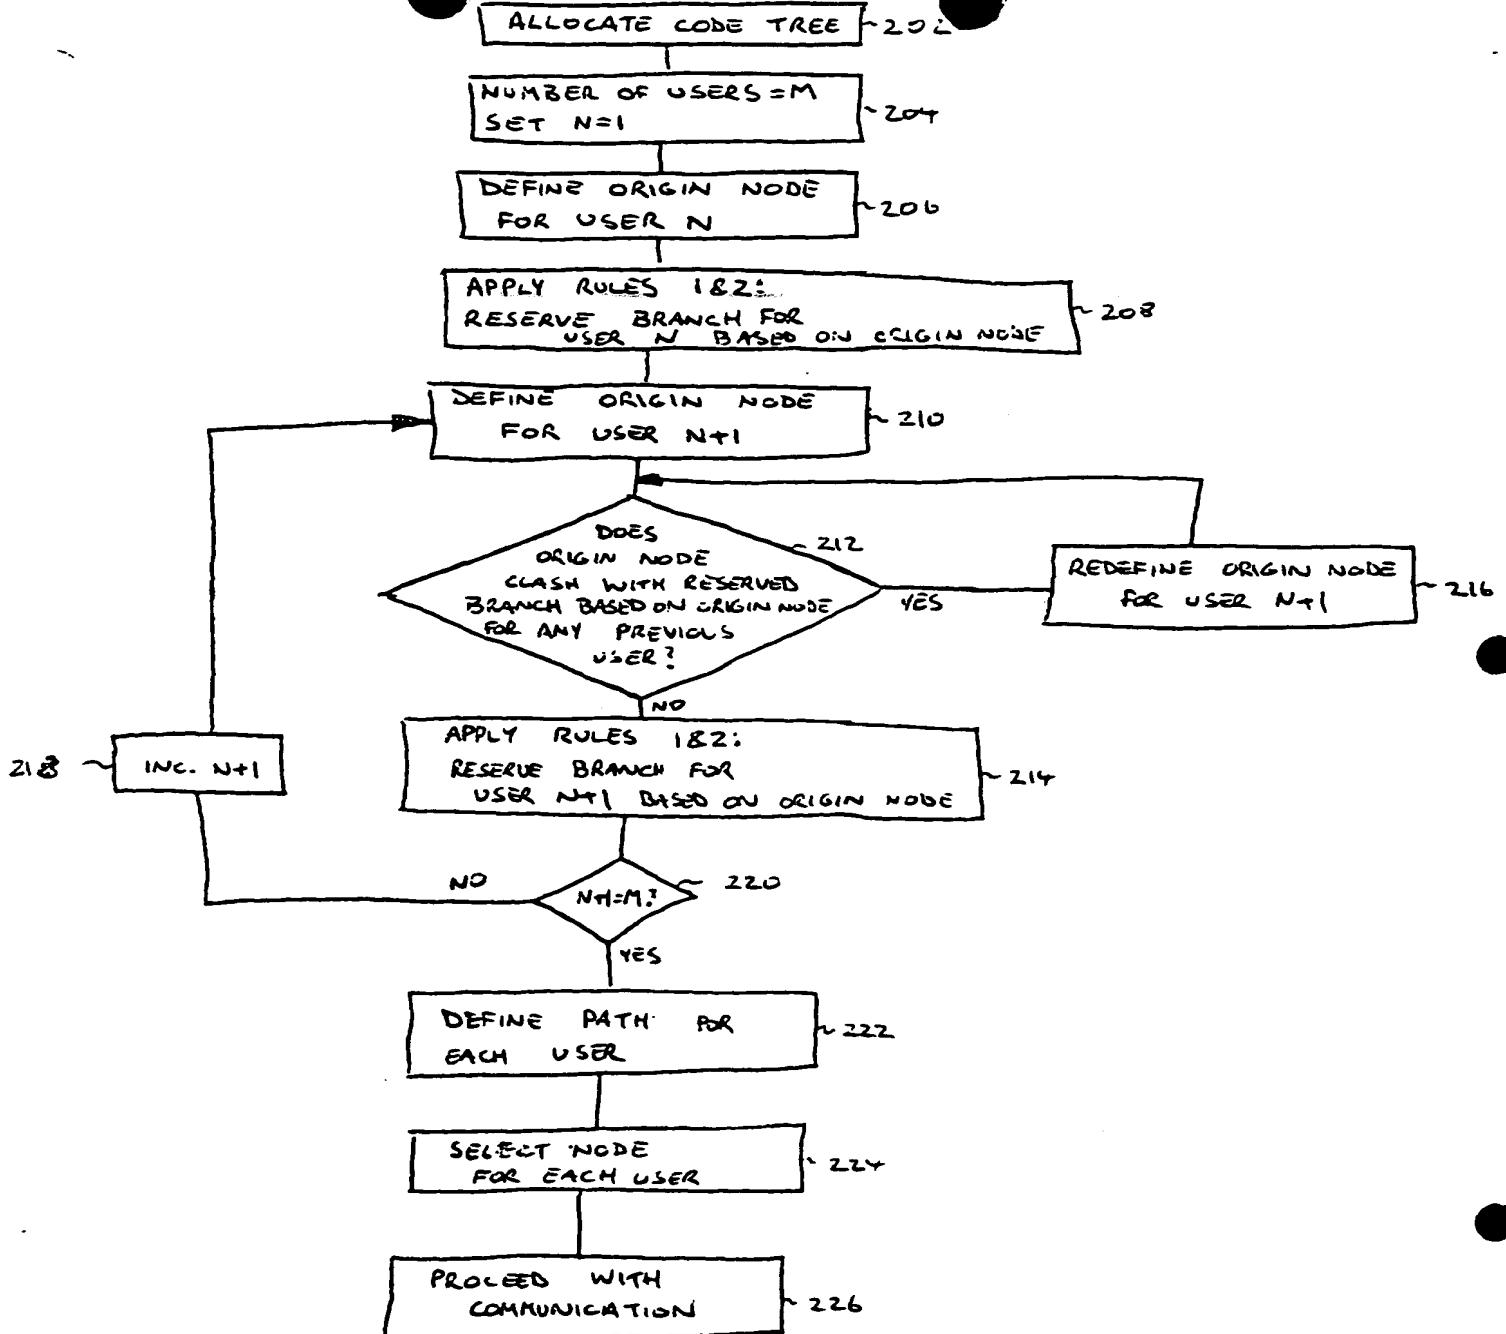 ALLOCATE CODE TREE
202
NUMBER OF USERS=M
SET N=1
204
DEFINE ORIGIN NODE
FOR USER N
206
APPLY RULES 1&2:
RESERVE BRANCH FOR
USER N BASED ON ORIGIN NODE
208
DEFINE ORIGIN NODE
FOR USER N+1
210
DOES
ORIGIN NODE
CLASH WITH RESERVED
BRANCH BASED ON ORIGIN NODE
FOR ANY PREVIOUS
USER?
212
YES
REDEFINE ORIGIN NODE
FOR USER N+1
216
NO
APPLY RULES 1&2:
RESERVE BRANCH FOR
USER N+1 BASED ON ORIGIN NODE
214
218
INC. N+1
NO
N+1=M?
220
YES
DEFINE PATH FOR
EACH USER
222
SELECT NODE
FOR EACH USER
224
PROCEED WITH
COMMUNICATION
226